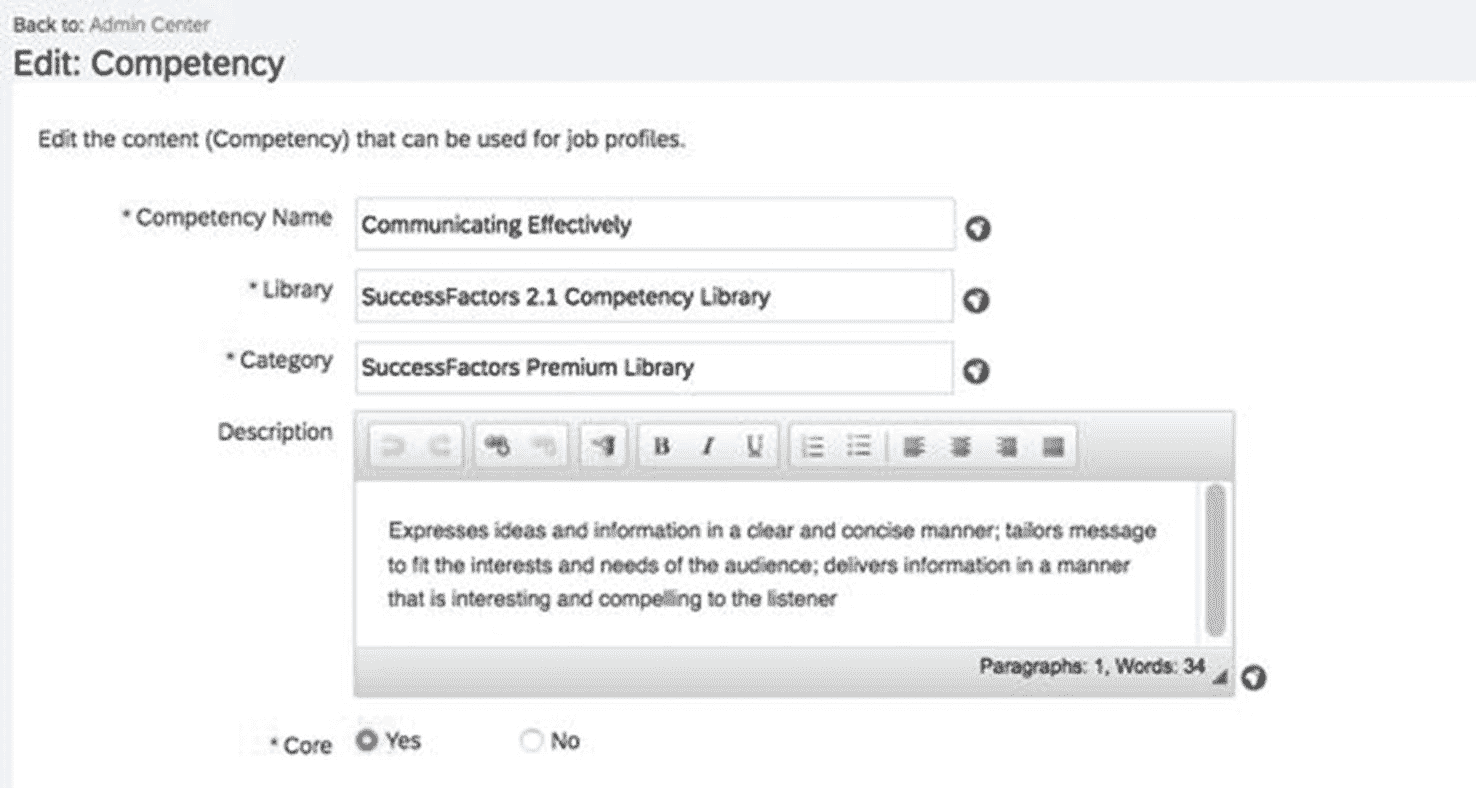 Back to: Admin Center
Edit: Competency
Edit the content (Competency) that can be used for job profiles.
* Competency Name
Communicating Effectively
* Library
SuccessFactors 2.1 Competency Library
* Category
SuccessFactors Premium Library
Description
B I U
Expresses ideas and information in a clear and concise manner; tailors message
to fit the interests and needs of the audience; delivers information in a manner
that is interesting and compelling to the listener
Paragraphs: 1, Words: 34
* Core Yes No